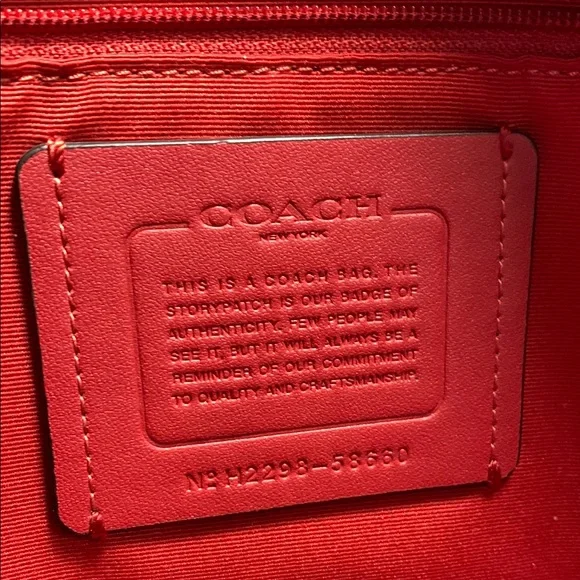 COACH
NEW YORK
THIS IS A COACH BAG. THE
STORYPATCH IS OUR BADGE OF
AUTHENTICITY. FEW PEOPLE MAY
SEE IT, BUT IT WILL ALWAYS BE A
REMINDER OF OUR COMMITMENT
TO QUALITY AND CRAFTSMANSHIP.
Nº H2298-58660